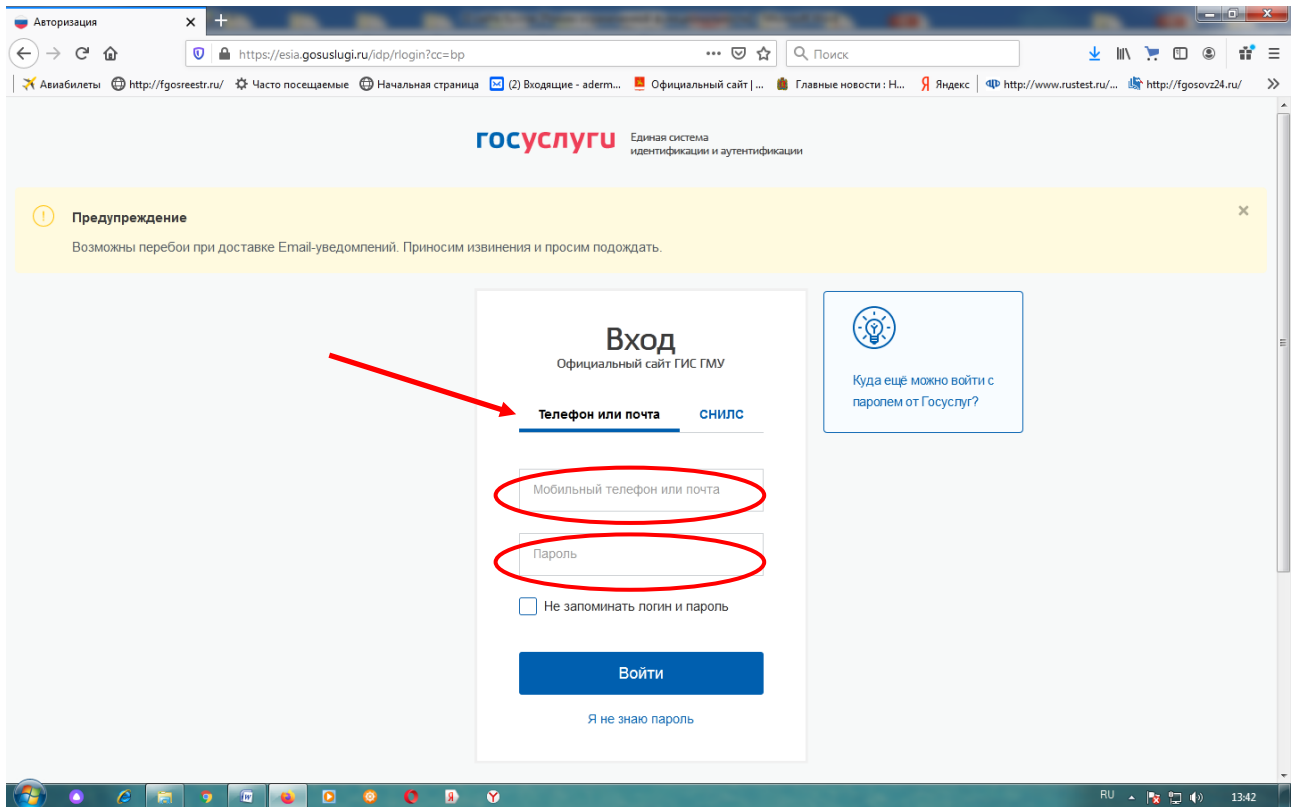 Авторизация
https://esia.gosuslugi.ru/idp/rlogin?cc=bp
Поиск
Авиабилеты http://fgosreestr.ru/ Часто посещаемые Начальная страница (2) Входящие - aderm... Официальный сайт | ... Главные новости : Н... Яндекс http://www.rustest.ru/... http://fgosovz24.ru/
госуслуги
Единая система
идентификации и аутентификации
Предупреждение
Возможны перебои при доставке Email-уведомлений. Приносим извинения и просим подождать.
Вход
Официальный сайт ГИС ГМУ
Телефон или почта СНИЛС
Мобильный телефон или почта
Пароль
Не запоминать логин и пароль
Войти
Я не знаю пароль
Куда ещё можно войти с
паролем от Госуслуг?
RU 13:42